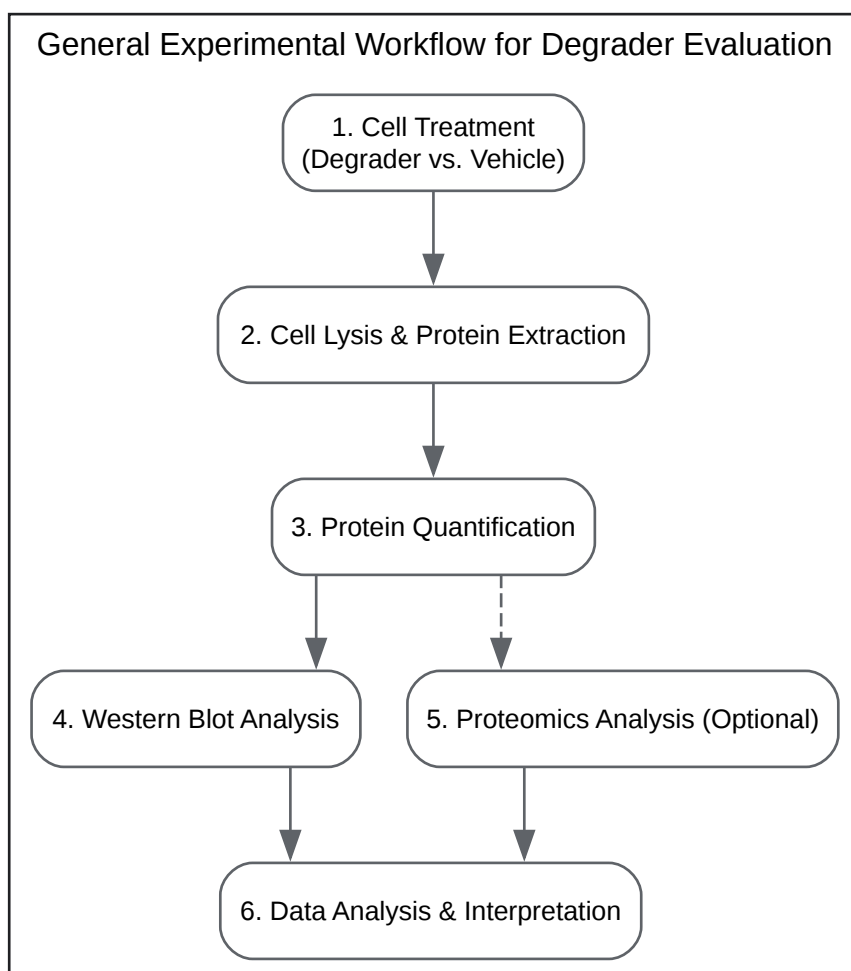 General Experimental Workflow for Degrader Evaluation
1. Cell Treatment
(Degrader vs. Vehicle)
2. Cell Lysis & Protein Extraction
3. Protein Quantification
4. Western Blot Analysis
5. Proteomics Analysis (Optional)
6. Data Analysis & Interpretation